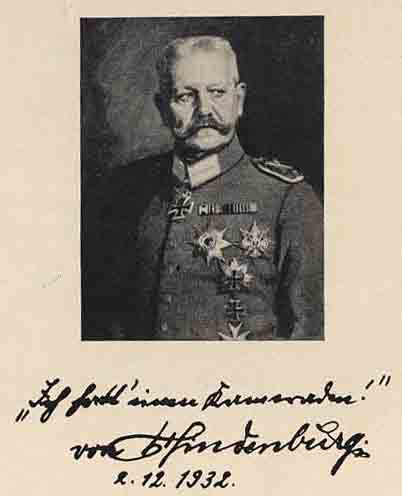 „Ich hatt' einen Kameraden!"
von Hindenburg.
2.12.1932.